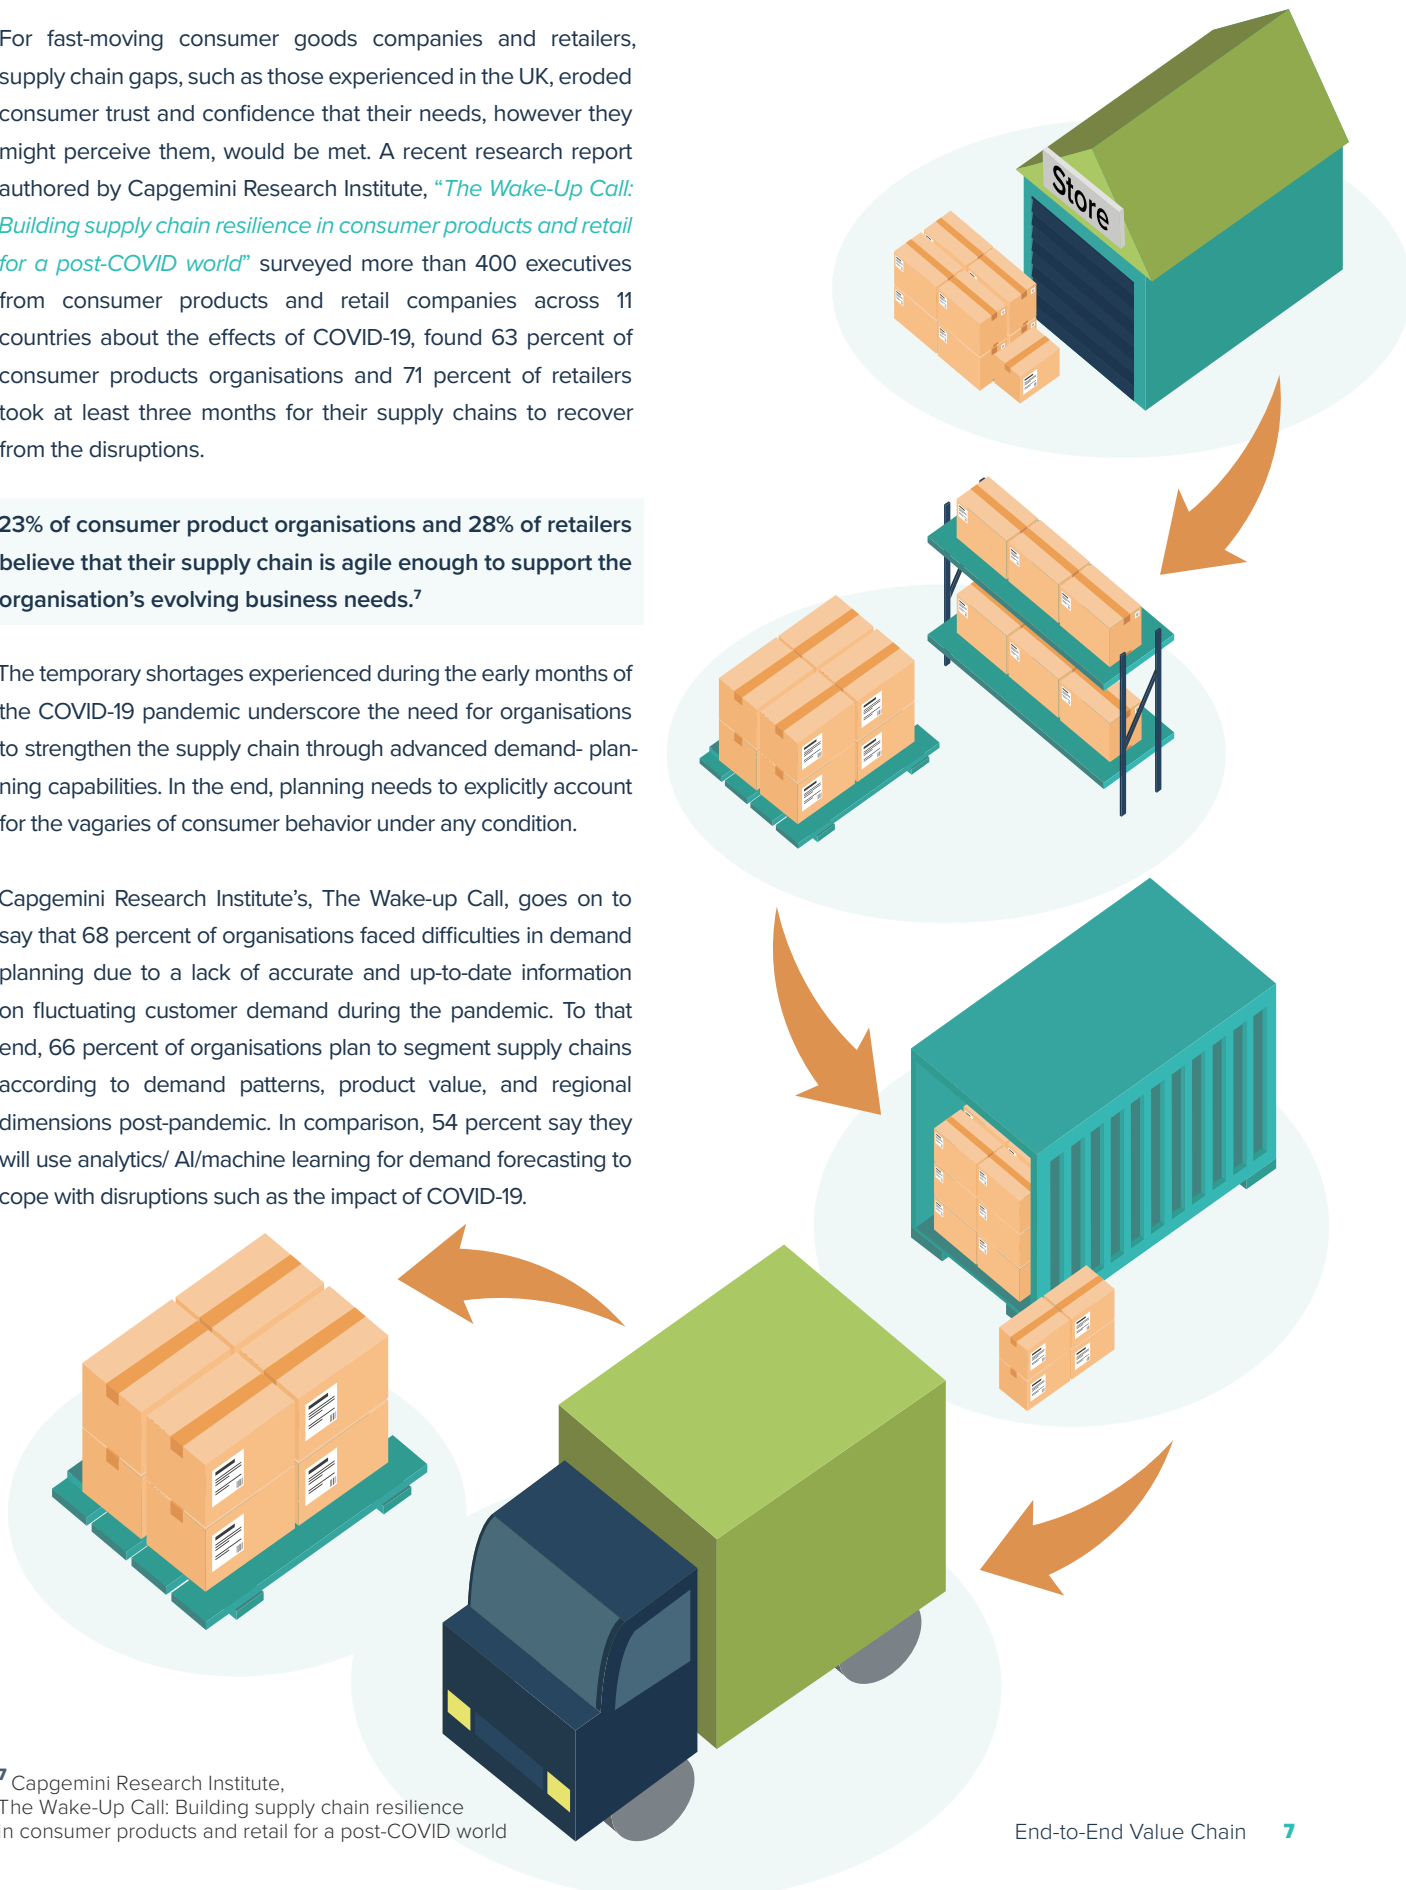 For fast-moving consumer goods companies and retailers,
supply chain gaps, such as those experienced in the UK, eroded
consumer trust and confidence that their needs, however they
might perceive them, would be met. A recent research report
authored by Capgemini Research Institute, “The Wake-Up Call:
Building supply chain resilience in consumer products and retail
for a post-COVID world” surveyed more than 400 executives
from consumer products and retail companies across 11
countries about the effects of COVID-19, found 63 percent of
consumer products organisations and 71 percent of retailers
took at least three months for their supply chains to recover
from the disruptions.
23% of consumer product organisations and 28% of retailers
believe that their supply chain is agile enough to support the
organisation’s evolving business needs.⁷
The temporary shortages experienced during the early months of
the COVID-19 pandemic underscore the need for organisations
to strengthen the supply chain through advanced demand- plan-
ning capabilities. In the end, planning needs to explicitly account
for the vagaries of consumer behavior under any condition.
Capgemini Research Institute’s, The Wake-up Call, goes on to
say that 68 percent of organisations faced difficulties in demand
planning due to a lack of accurate and up-to-date information
on fluctuating customer demand during the pandemic. To that
end, 66 percent of organisations plan to segment supply chains
according to demand patterns, product value, and regional
dimensions post-pandemic. In comparison, 54 percent say they
will use analytics/ AI/machine learning for demand forecasting to
cope with disruptions such as the impact of COVID-19.
Store
⁷ Capgemini Research Institute,
The Wake-Up Call: Building supply chain resilience
in consumer products and retail for a post-COVID world
End-to-End Value Chain 7